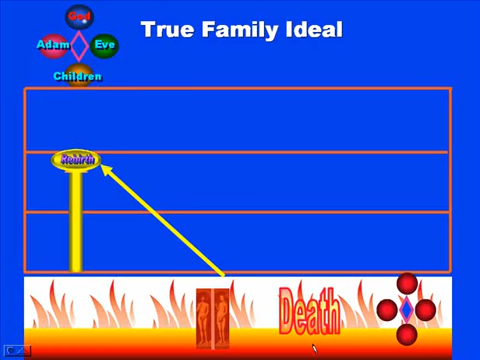 God
True Family Ideal
Adam Eve
Children
Rebirth
Death